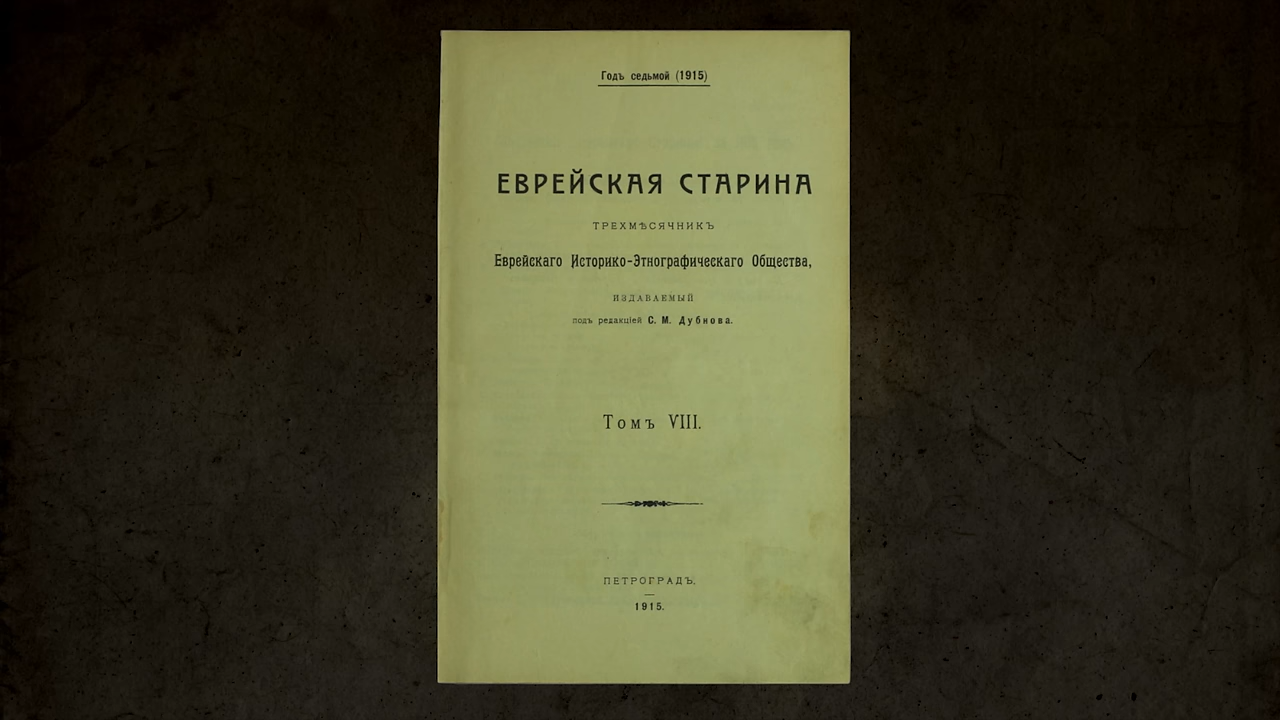 Годъ седьмой (1915)
ЕВРЕЙСКАЯ СТАРИНА
ТРЕХМѢСЯЧНИКЪ
Еврейскаго Историко-Этнографическаго Общества,
ИЗДАВАЕМЫЙ
подъ редакціей С. М. Дубнова.
Томъ VIII.
ПЕТРОГРАДЪ.
1915.